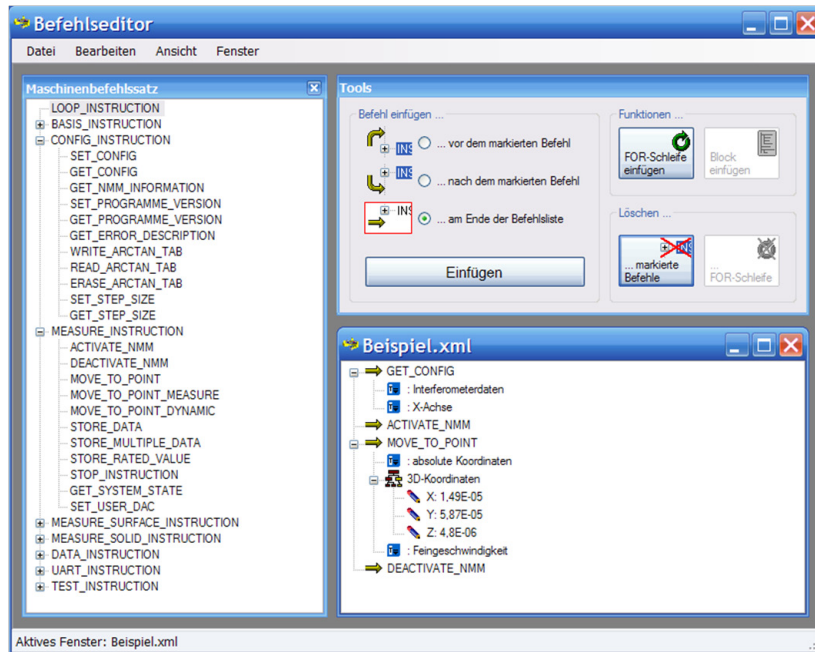 Befehlseditor
Datei Bearbeiten Ansicht Fenster
Maschinenbefehlssatz
LOOP_INSTRUCTION
BASIS_INSTRUCTION
CONFIG_INSTRUCTION
SET_CONFIG
GET_CONFIG
GET_NMM_INFORMATION
SET_PROGRAMME_VERSION
GET_PROGRAMME_VERSION
GET_ERROR_DESCRIPTION
WRITE_ARCTAN_TAB
READ_ARCTAN_TAB
ERASE_ARCTAN_TAB
SET_STEP_SIZE
GET_STEP_SIZE
MEASURE_INSTRUCTION
ACTIVATE_NMM
DEACTIVATE_NMM
MOVE_TO_POINT
MOVE_TO_POINT_MEASURE
MOVE_TO_POINT_DYNAMIC
STORE_DATA
STORE_MULTIPLE_DATA
STORE_RATED_VALUE
STOP_INSTRUCTION
GET_SYSTEM_STATE
SET_USER_DAC
MEASURE_SURFACE_INSTRUCTION
MEASURE_SOLID_INSTRUCTION
DATA_INSTRUCTION
UART_INSTRUCTION
TEST_INSTRUCTION
Tools
Befehl einfügen ...
INS
... vor dem markierten Befehl
INS
... nach dem markierten Befehl
INS
... am Ende der Befehlsliste
Einfügen
Funktionen ...
FOR-Schleife
einfügen
Block
einfügen
Löschen ...
... markierte
Befehle
...
FOR-Schleife
Beispiel.xml
GET_CONFIG
: Interferometerdaten
: X-Achse
ACTIVATE_NMM
MOVE_TO_POINT
: absolute Koordinaten
3D-Koordinaten
X: 1,49E-05
Y: 5,87E-05
Z: 4,8E-06
: Feingeschwindigkeit
DEACTIVATE_NMM
Aktives Fenster: Beispiel.xml